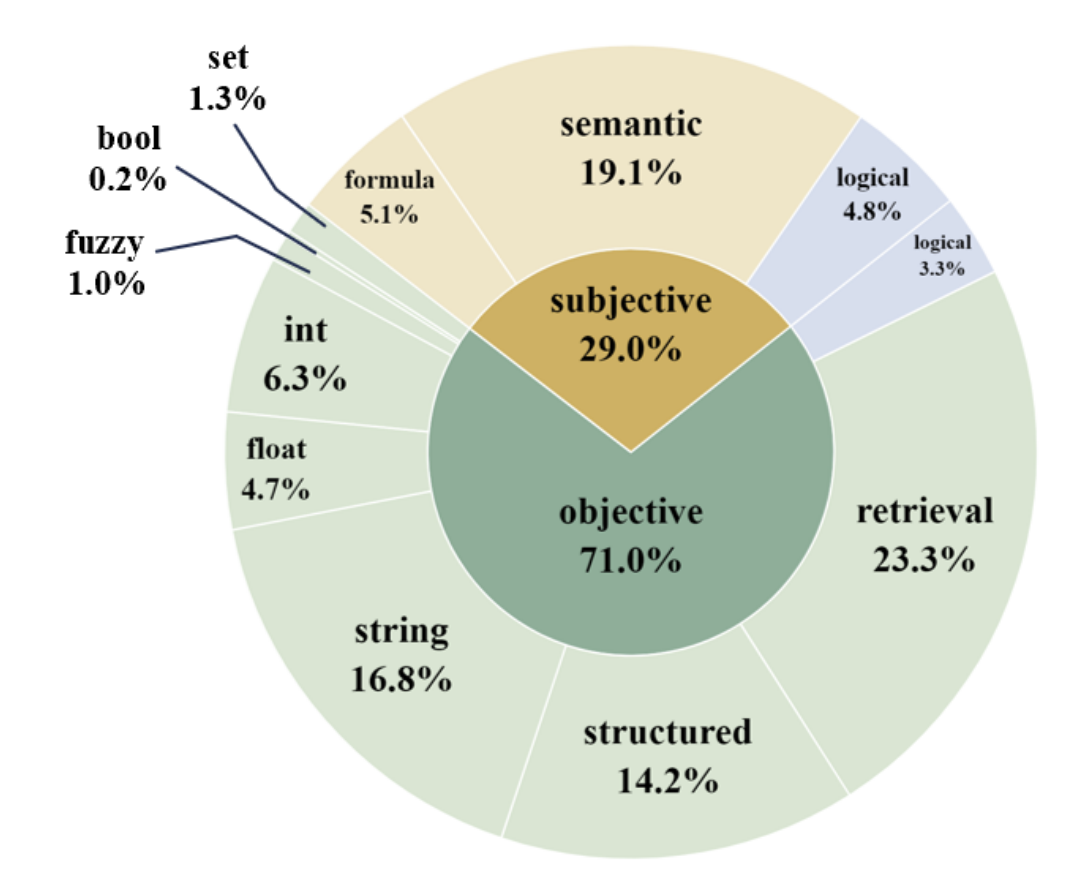 set
1.3%
bool
0.2%
fuzzy
1.0%
formula
5.1%
semantic
19.1%
logical
4.8%
logical
3.3%
subjective
29.0%
int
6.3%
float
4.7%
objective
71.0%
retrieval
23.3%
string
16.8%
structured
14.2%